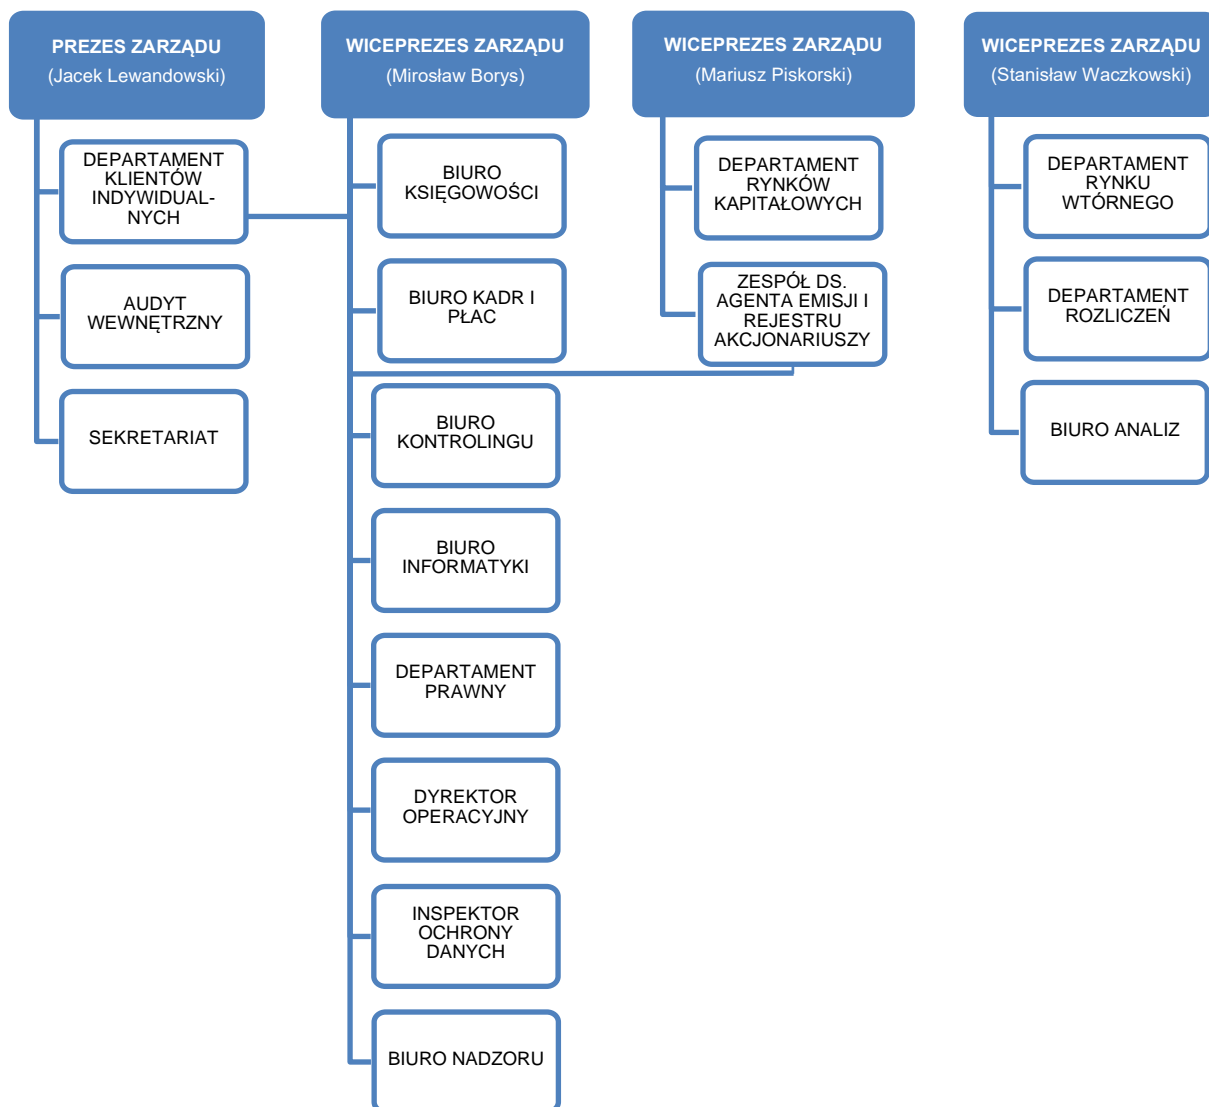 PREZES ZARZĄDU
(Jacek Lewandowski)
DEPARTAMENT
KLIENTÓW
INDYWIDUAL-
NYCH
AUDYT
WEWNĘTRZNY
SEKRETARIAT
WICEPREZES ZARZĄDU
(Mirosław Borys)
BIURO
KSIĘGOWOŚCI
BIURO KADR I
PŁAC
BIURO
KONTROLINGU
BIURO
INFORMATYKI
DEPARTAMENT
PRAWNY
DYREKTOR
OPERACYJNY
INSPEKTOR
OCHRONY
DANYCH
BIURO NADZORU
WICEPREZES ZARZĄDU
(Mariusz Piskorski)
DEPARTAMENT
RYNKÓW
KAPITAŁOWYCH
ZESPÓŁ DS.
AGENTA EMISJI I
REJESTRU
AKCJONARIUSZY
WICEPREZES ZARZĄDU
(Stanisław Waczkowski)
DEPARTAMENT
RYNKU
WTÓRNEGO
DEPARTAMENT
ROZLICZEŃ
BIURO ANALIZ